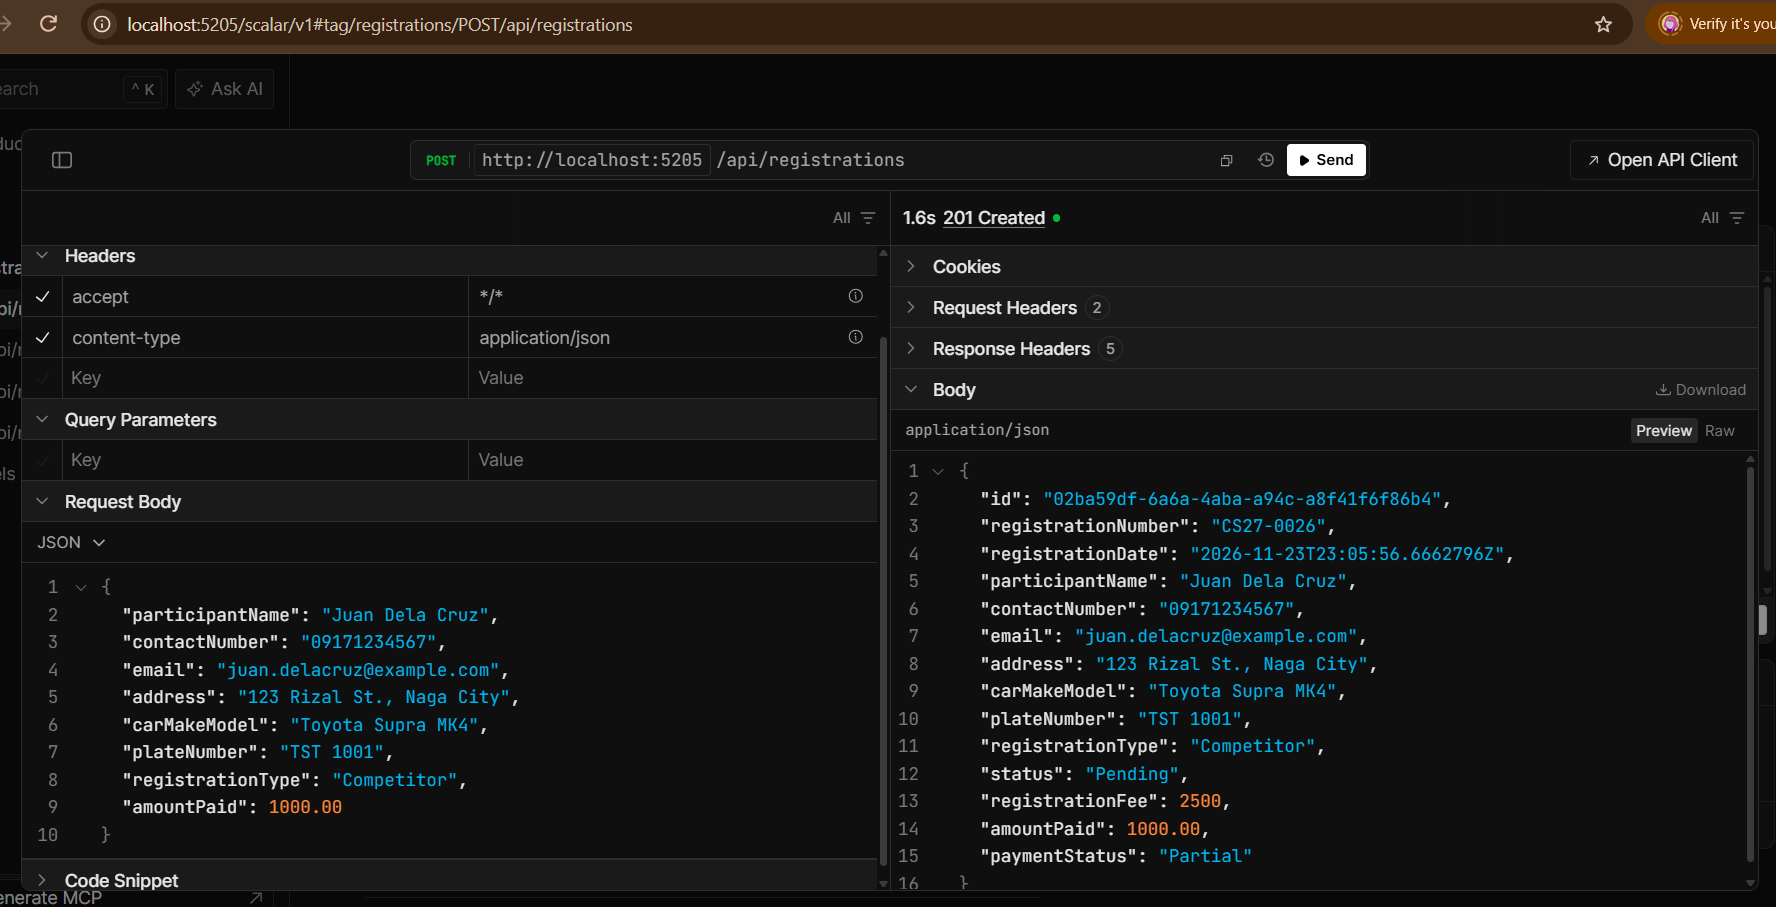 localhost:5205/scalar/v1#tag/registrations/POST/api/registrations
Verify it's you
earch
^ K
Ask AI
POST http://localhost:5205 /api/registrations
Send
Open API Client
All
Headers
accept */*
content-type application/json
Key Value
Query Parameters
Key Value
Request Body
JSON
1 {
2 "participantName": "Juan Dela Cruz",
3 "contactNumber": "09171234567",
4 "email": "juan.delacruz@example.com",
5 "address": "123 Rizal St., Naga City",
6 "carMakeModel": "Toyota Supra MK4",
7 "plateNumber": "TST 1001",
8 "registrationType": "Competitor",
9 "amountPaid": 1000.00
10 }
Code Snippet
enerate MCP
1.6s 201 Created
All
Cookies
Request Headers 2
Response Headers 5
Body
Download
application/json
Preview Raw
1 {
2 "id": "02ba59df-6a6a-4aba-a94c-a8f41f6f86b4",
3 "registrationNumber": "CS27-0026",
4 "registrationDate": "2026-11-23T23:05:56.6662796Z",
5 "participantName": "Juan Dela Cruz",
6 "contactNumber": "09171234567",
7 "email": "juan.delacruz@example.com",
8 "address": "123 Rizal St., Naga City",
9 "carMakeModel": "Toyota Supra MK4",
10 "plateNumber": "TST 1001",
11 "registrationType": "Competitor",
12 "status": "Pending",
13 "registrationFee": 2500,
14 "amountPaid": 1000.00,
15 "paymentStatus": "Partial"
16 }